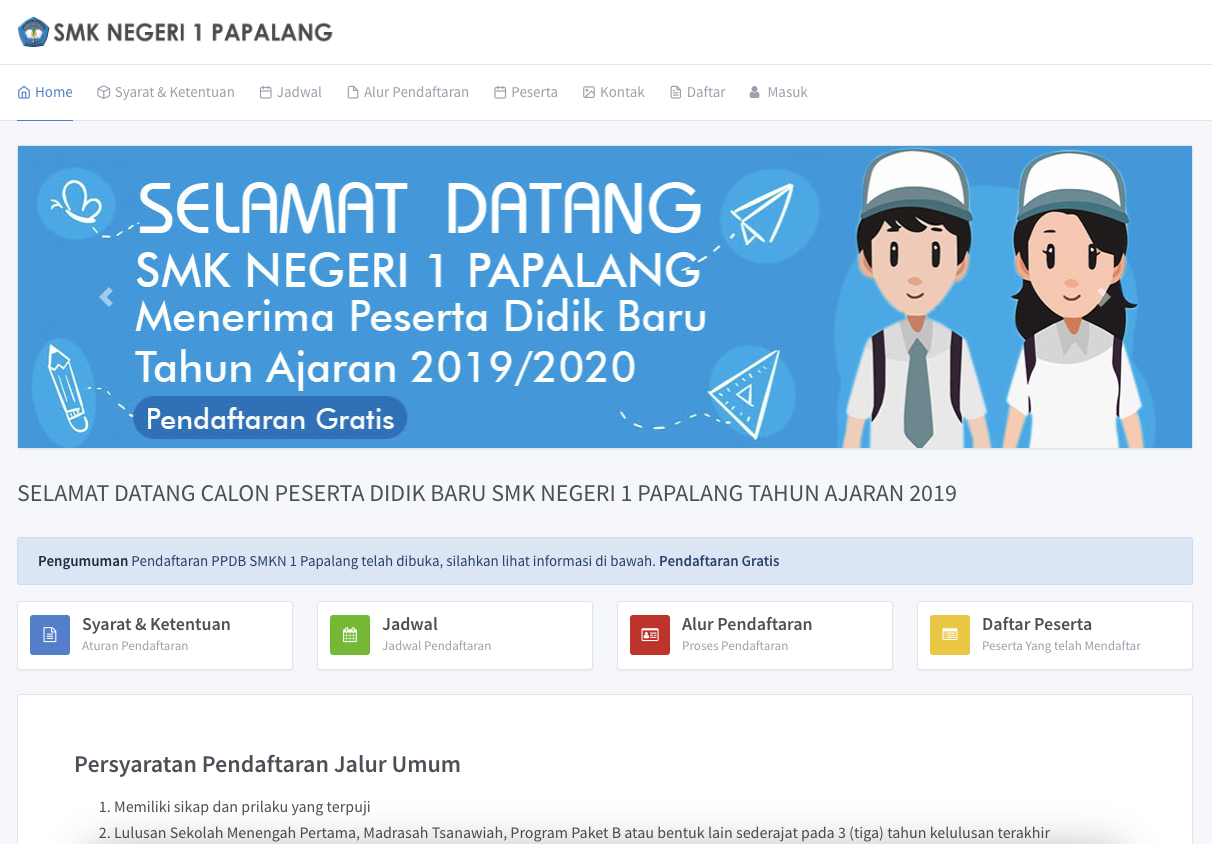 SMK NEGERI 1 PAPALANG
Home Syarat & Ketentuan Jadwal Alur Pendaftaran Peserta Kontak Daftar Masuk
SELAMAT DATANG
SMK NEGERI 1 PAPALANG
Menerima Peserta Didik Baru
Tahun Ajaran 2019/2020
Pendaftaran Gratis
SELAMAT DATANG CALON PESERTA DIDIK BARU SMK NEGERI 1 PAPALANG TAHUN AJARAN 2019
Pengumuman Pendaftaran PPDB SMKN 1 Papalang telah dibuka, silahkan lihat informasi di bawah. Pendaftaran Gratis
Syarat & Ketentuan
Aturan Pendaftaran
Jadwal
Jadwal Pendaftaran
Alur Pendaftaran
Proses Pendaftaran
Daftar Peserta
Peserta Yang telah Mendaftar
Persyaratan Pendaftaran Jalur Umum
1. Memiliki sikap dan prilaku yang terpuji
2. Lulusan Sekolah Menengah Pertama, Madrasah Tsanawiah, Program Paket B atau bentuk lain sederajat pada 3 (tiga) tahun kelulusan terakhir